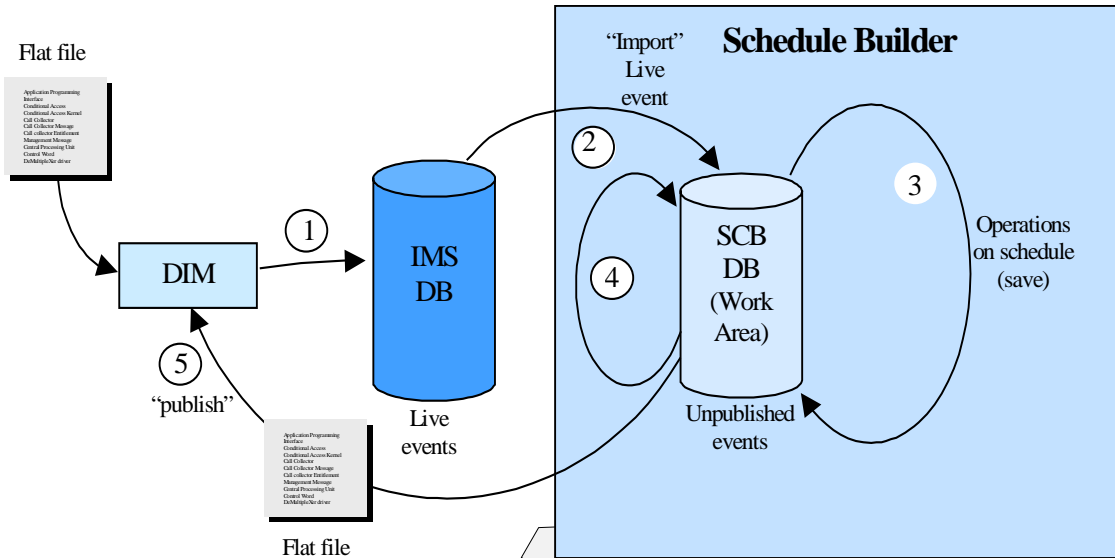 Schedule Builder
Flat file
Application Programming
Interface
Conditional Access
Conditional Access Kernel
Call Collector
Call Collector Message
Call collector Entitlement
Management Message
Central Processing Unit
Control Word
DeMultipleXer driver
“Import”
Live
event
1
2
3
DIM
IMS
DB
SCB
DB
(Work
Area)
4
Operations
on schedule
(save)
5
“publish”
Live
events
Unpublished
events
Application Programming
Interface
Conditional Access
Conditional Access Kernel
Call Collector
Call Collector Message
Call collector Entitlement
Management Message
Central Processing Unit
Control Word
DeMultipleXer driver
Flat file